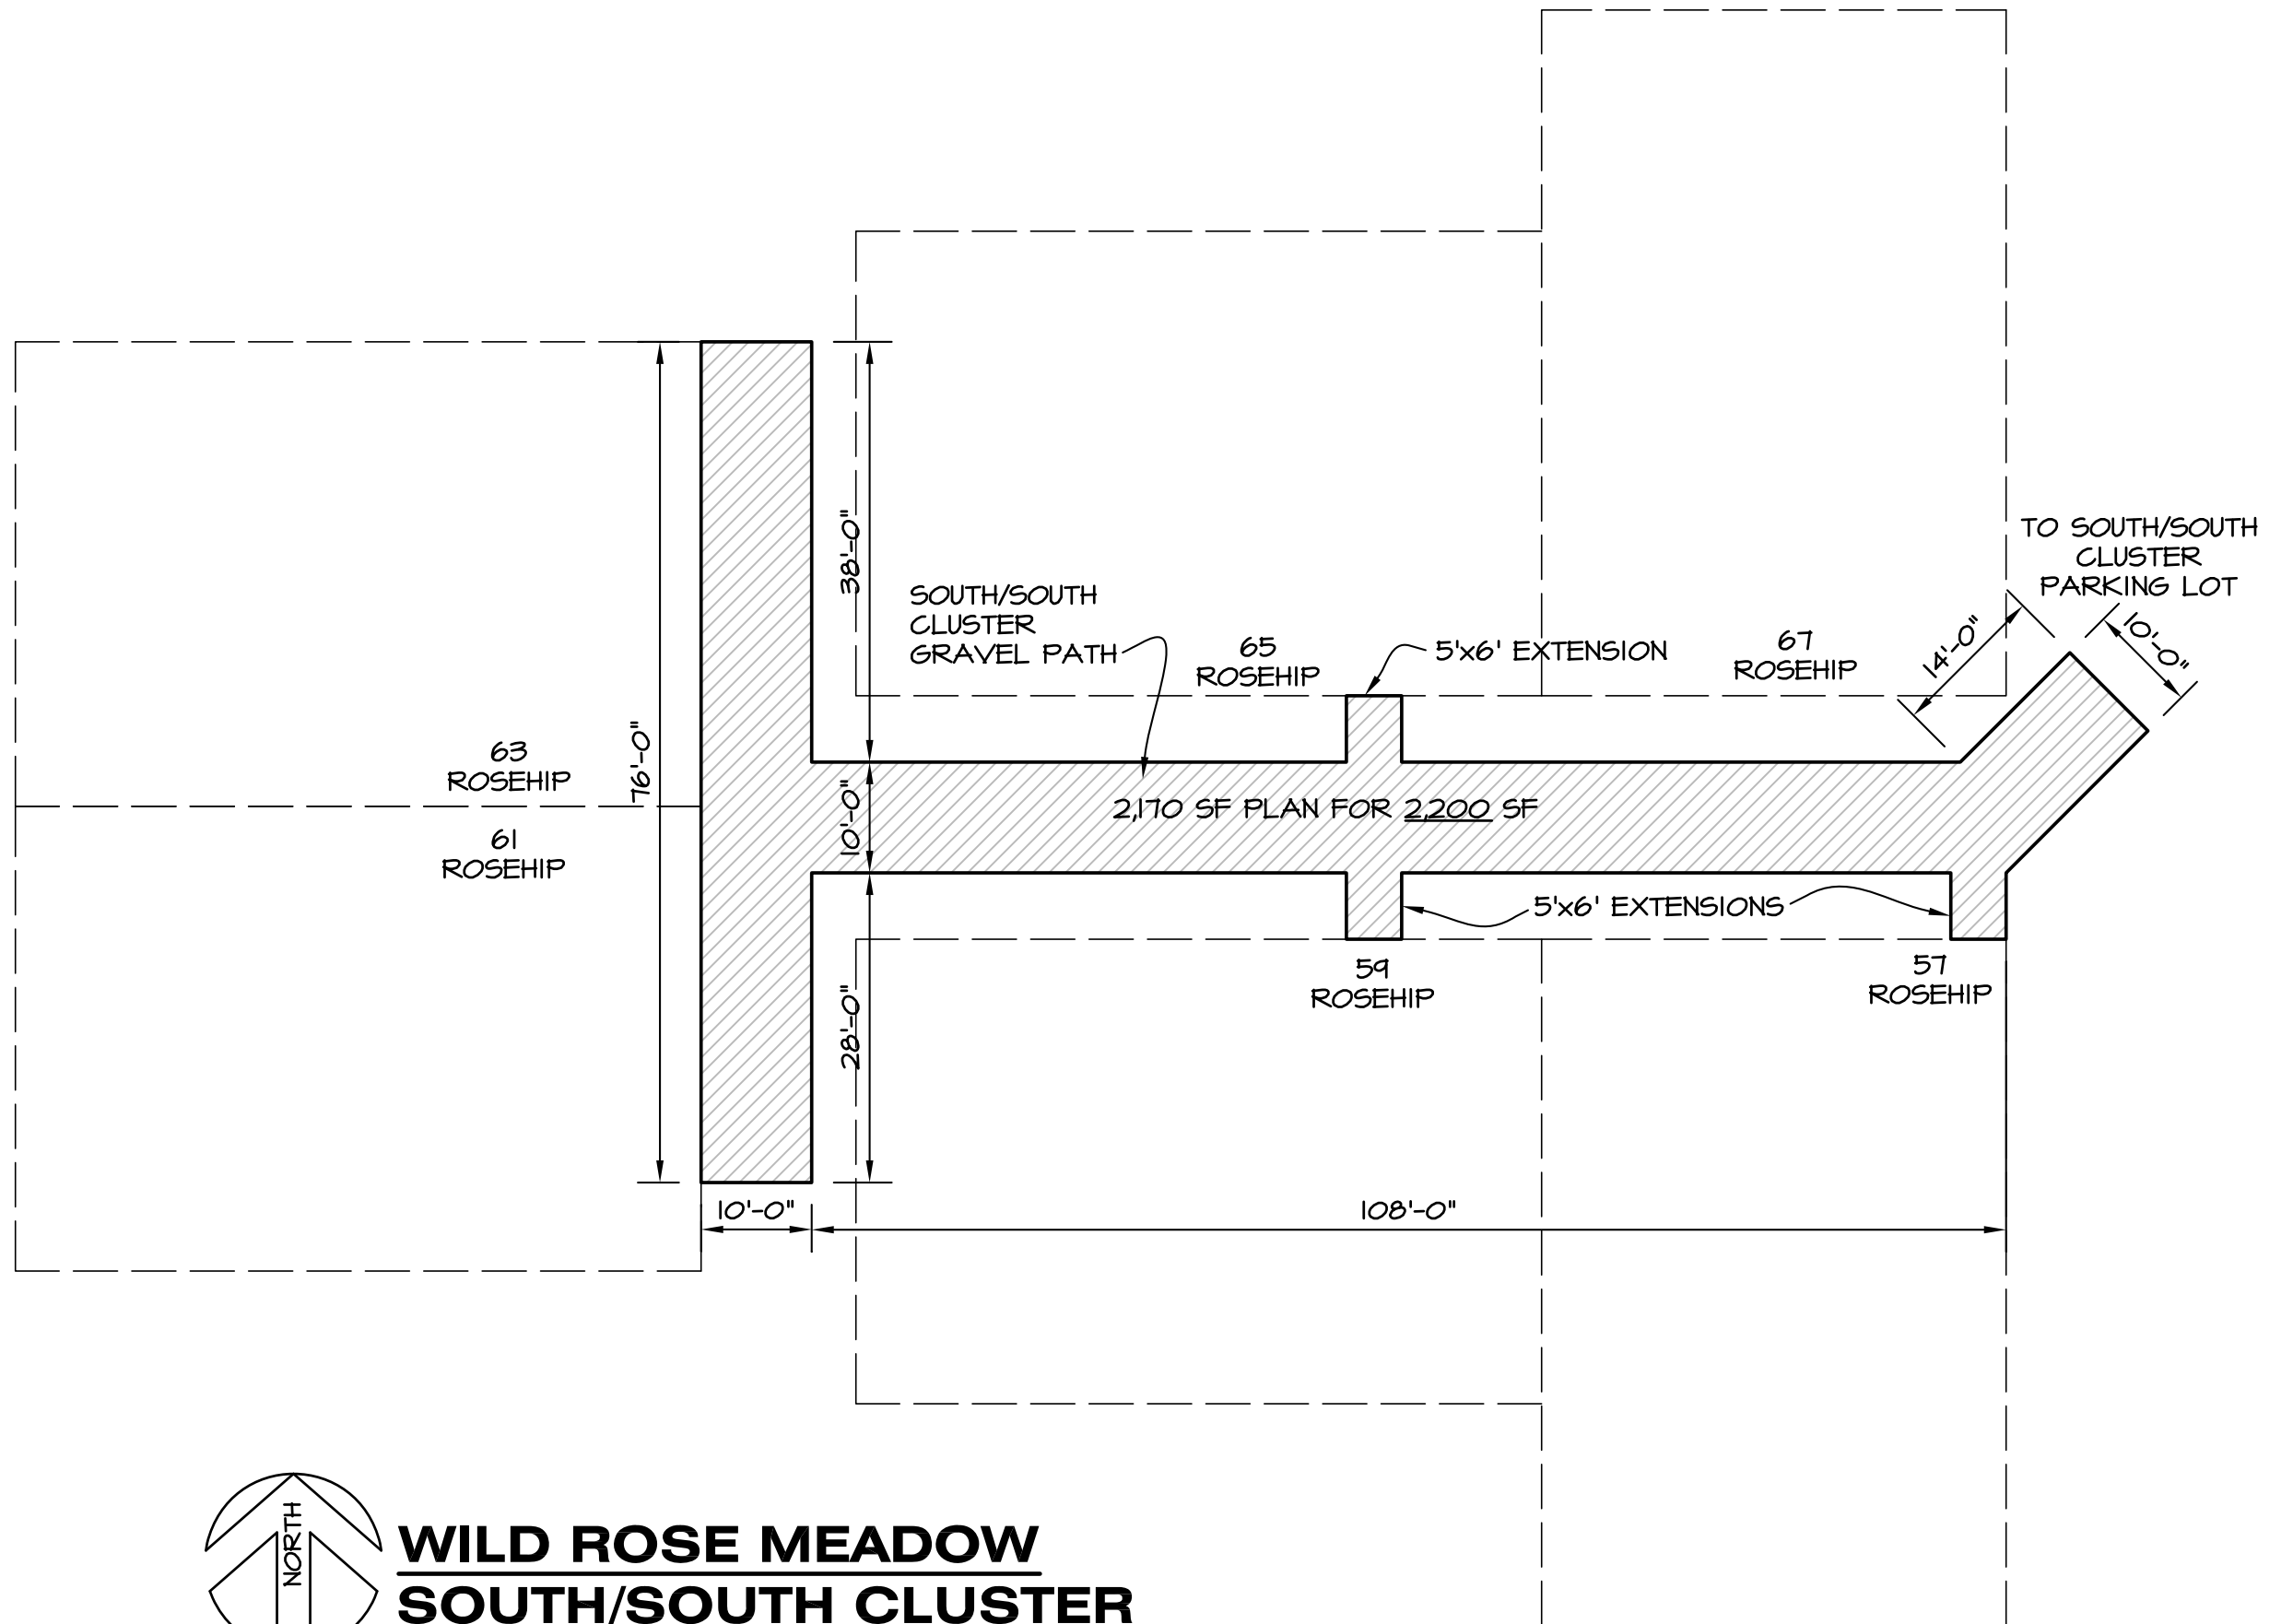 TO SOUTH/SOUTH
CLUSTER
PARKING LOT
38'-0"
SOUTH/SOUTH
CLUSTER
GRAVEL PATH
65
ROSEHIP
5'x6' EXTENSION
67
ROSEHIP
14'-0"
10'-0"
63
ROSEHIP
76'-0"
10'-0"
2,170 SF PLAN FOR 2,200 SF
61
ROSEHIP
5'x6' EXTENSIONS
59
ROSEHIP
57
ROSEHIP
28'-0"
10'-0"
108'-0"
NORTH
WILD ROSE MEADOW
SOUTH/SOUTH CLUSTER